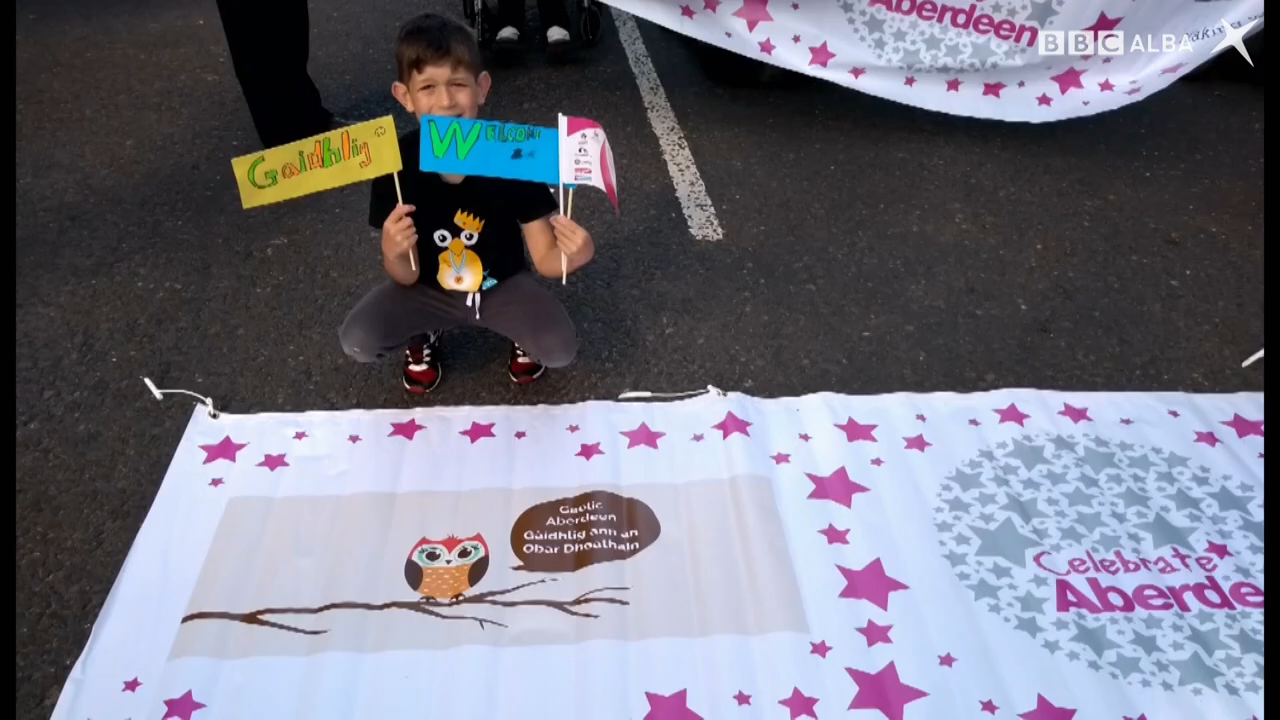 Aberdeen
BBC ALBA
Gaidhlig
WELCOME
Gaelic
Aberdeen
Gàidhlig ann an
Obar Dheathain
Celebrate
Aberde